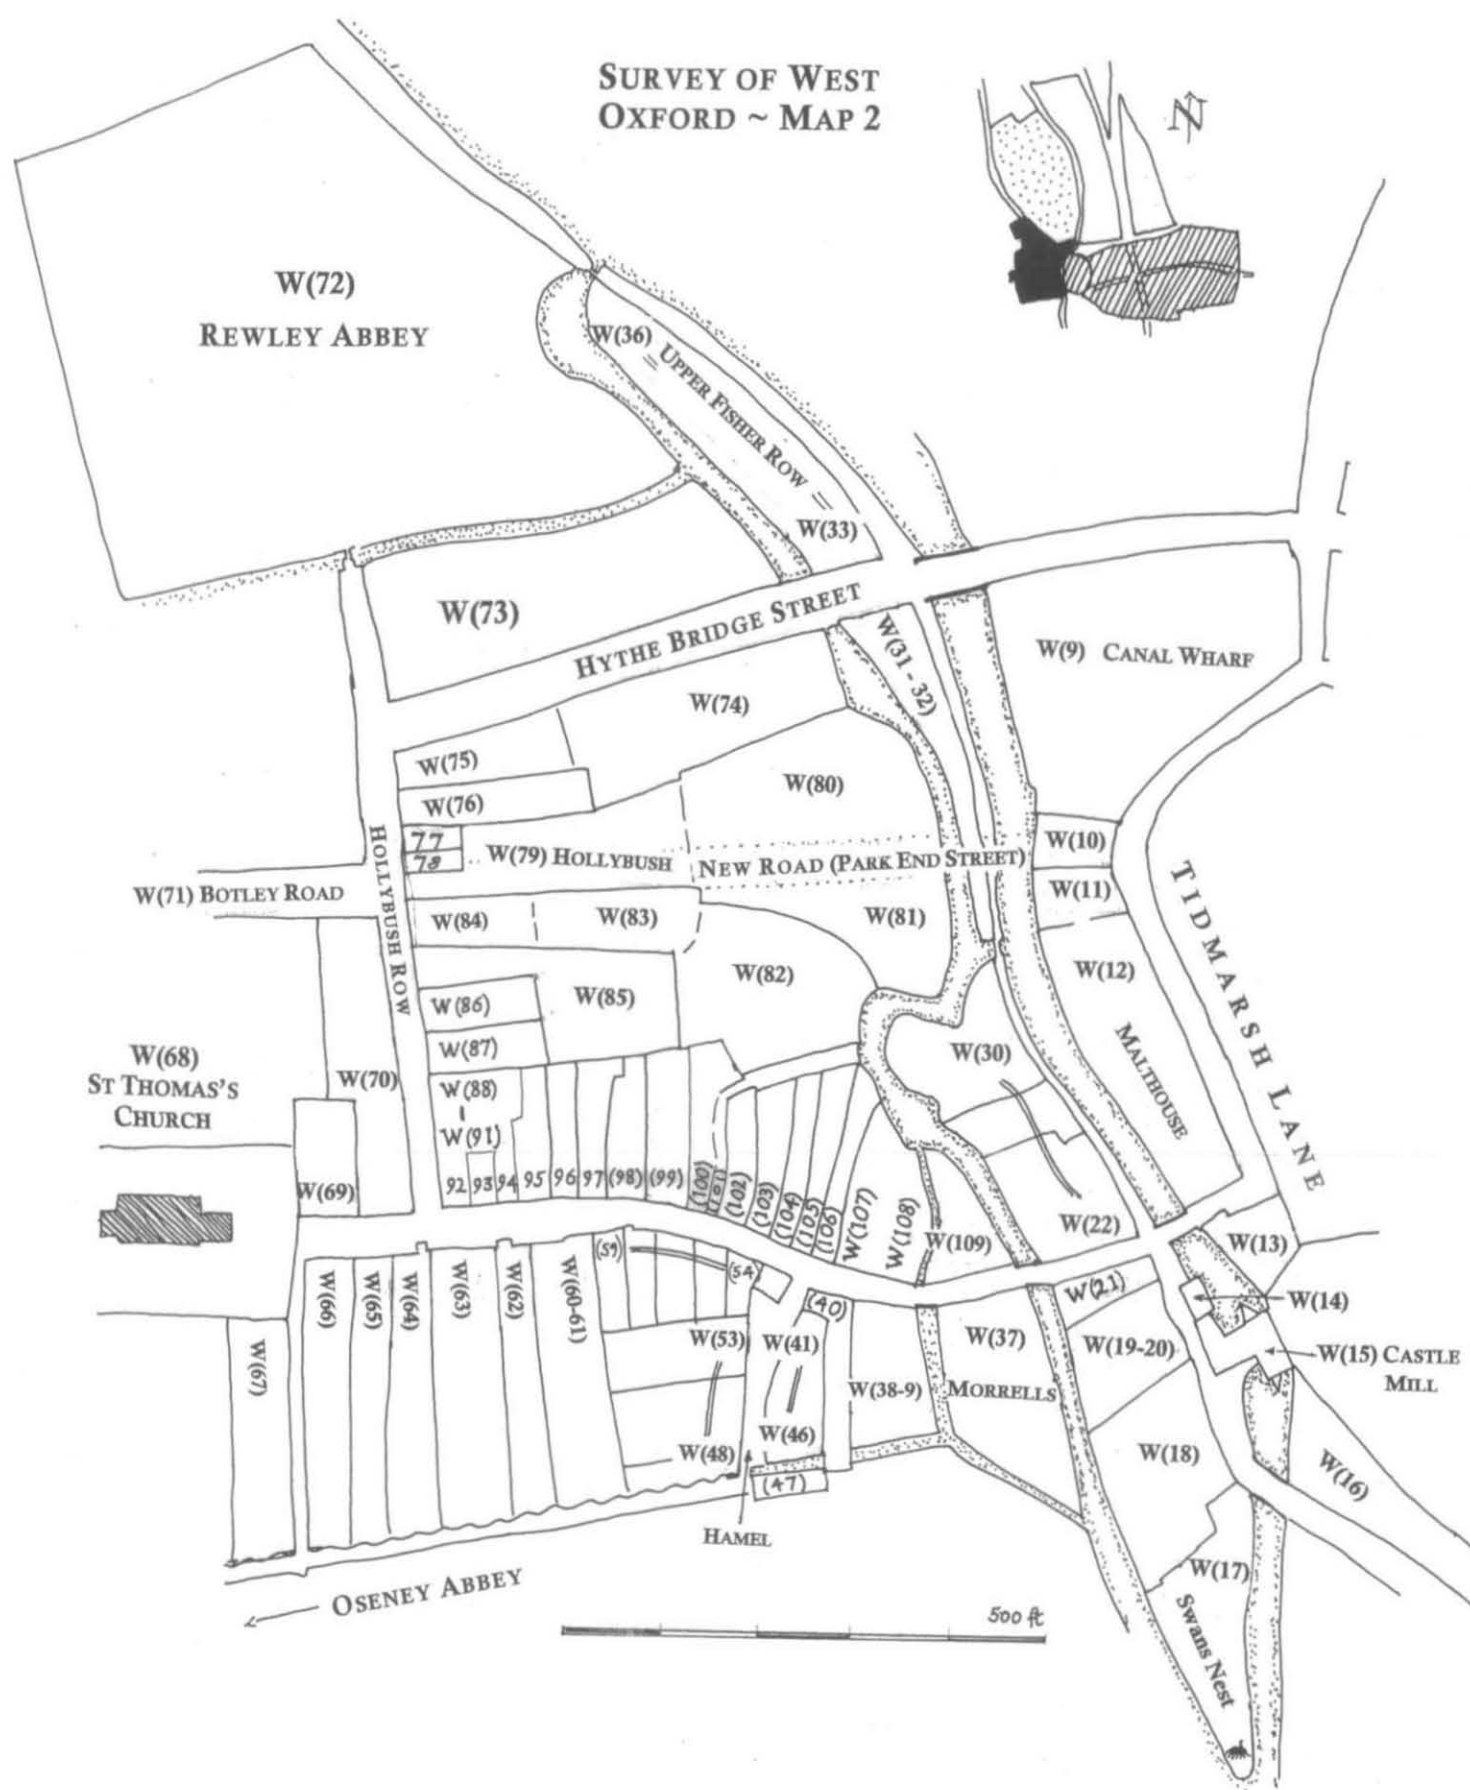 SURVEY OF WEST
OXFORD ~ MAP 2
N
W(72)
REWLEY ABBEY
W(36)
UPPER FISHER ROW
W(33)
W(73)
HYTHE BRIDGE STREET
W(31 - 32)
W(9) CANAL WHARF
W(74)
W(75)
W(76)
W(80)
77
78
W(79) HOLLYBUSH
NEW ROAD (PARK END STREET)
W(10)
W(11)
W(71) BOTLEY ROAD
HOLLYBUSH ROW
W(84)
W(83)
W(81)
TIDMARSH LANE
W(82)
W(12)
MALTHOUSE
W(86)
W(85)
W(87)
W(30)
W(68)
ST THOMAS'S
CHURCH
W(70)
W(88)
W(91)
W(69)
92
93
94
95
96
97
(98)
(99)
(100)
(101)
(102)
(103)
(104)
(105)
(106)
W(107)
W(108)
W(109)
W(22)
W(13)
W(14)
W(15) CASTLE
MILL
W(21)
W(19-20)
W(66)
W(65)
W(64)
W(63)
W(62)
W(60-61)
(59)
(54)
(40)
W(53)
W(41)
W(37)
MORRELLS
W(38-9)
W(67)
W(48)
W(46)
(47)
W(18)
W(16)
HAMEL
W(17)
Swans Nest
OSENEY ABBEY
500 ft